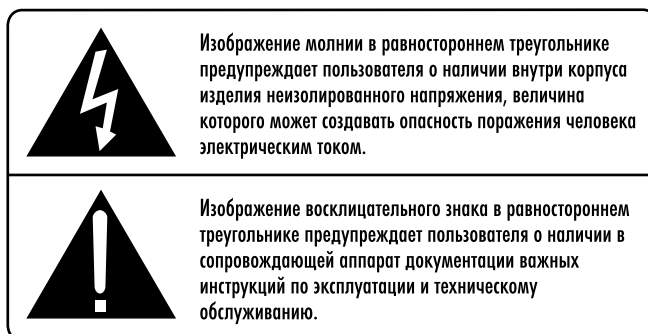 Изображение молнии в равностороннем треугольнике
предупреждает пользователя о наличии внутри корпуса
изделия неизолированного напряжения, величина
которого может создавать опасность поражения человека
электрическим током.
Изображение восклицательного знака в равностороннем
треугольнике предупреждает пользователя о наличии в
сопровождающей аппарат документации важных
инструкций по эксплуатации и техническому
обслуживанию.